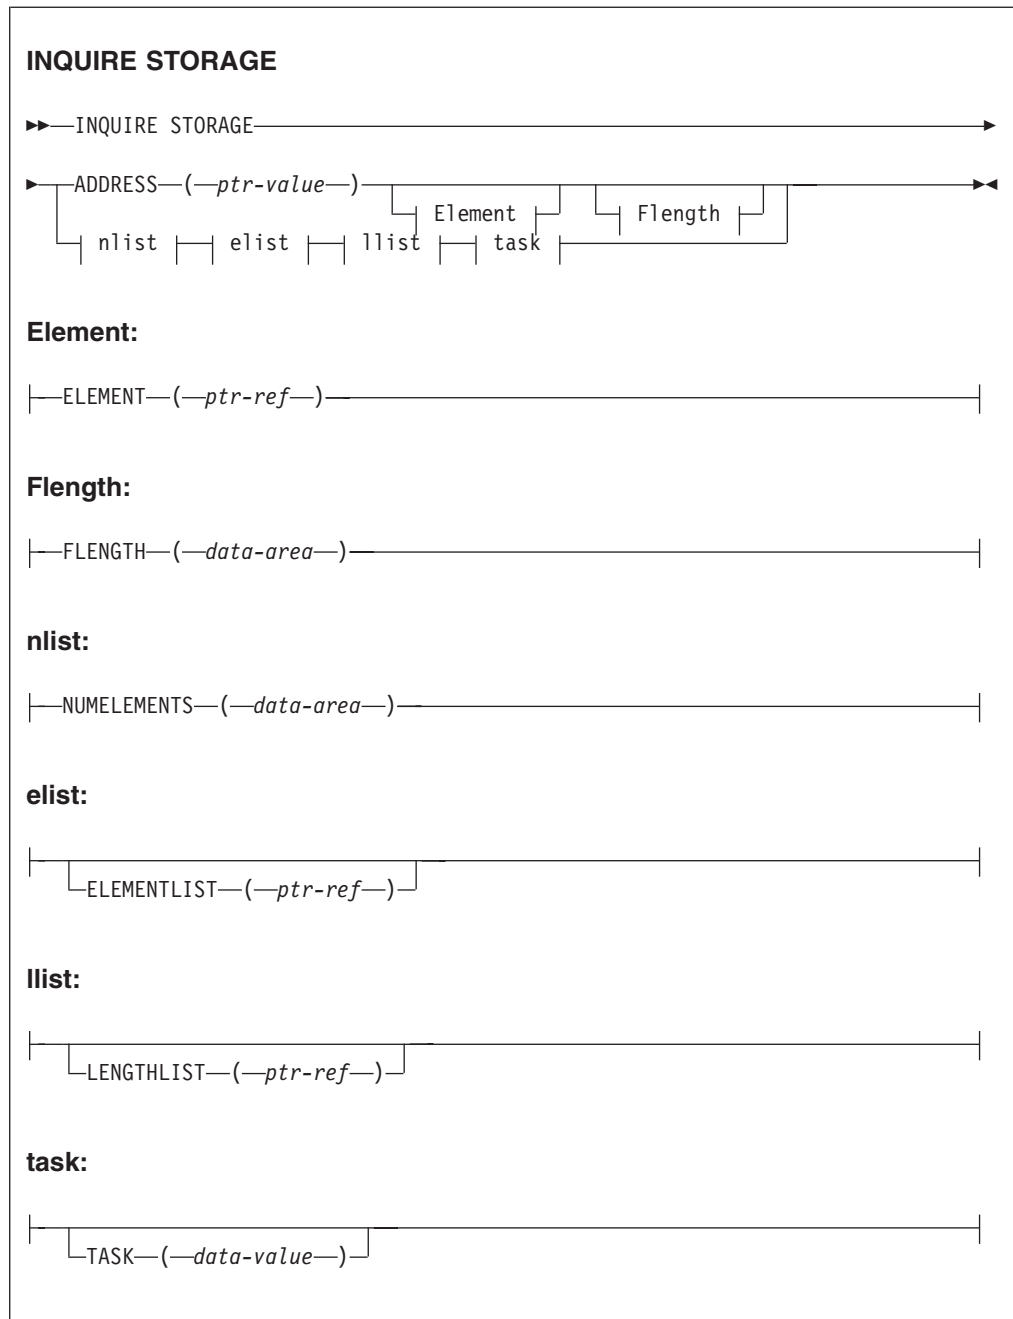 INQUIRE STORAGE
INQUIRE STORAGE
ADDRESS ( ptr-value )
Element Flength
nlist elist llist task
Element:
ELEMENT ( ptr-ref )
Flength:
FLENGTH ( data-area )
nlist:
NUMELEMENTS ( data-area )
elist:
ELEMENTLIST ( ptr-ref )
llist:
LENGTHLIST ( ptr-ref )
task:
TASK ( data-value )